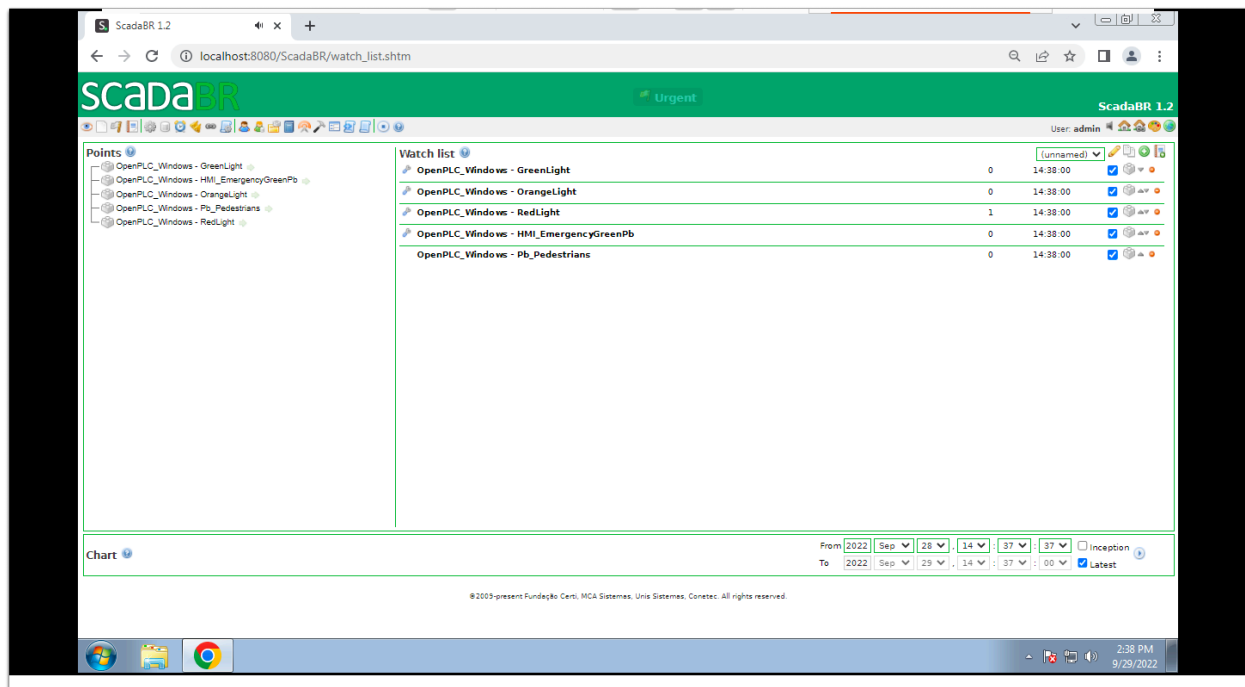 ScadaBR 1.2
localhost:8080/ScadaBR/watch_list.shtm
scadaBR
Urgent
ScadaBR 1.2
User: admin
Points
OpenPLC_Windows - GreenLight
OpenPLC_Windows - HMI_EmergencyGreenPb
OpenPLC_Windows - OrangeLight
OpenPLC_Windows - Pb_Pedestrians
OpenPLC_Windows - RedLight
Watch list (unnamed)
OpenPLC_Windows - GreenLight 0 14:38:00
OpenPLC_Windows - OrangeLight 0 14:38:00
OpenPLC_Windows - RedLight 1 14:38:00
OpenPLC_Windows - HMI_EmergencyGreenPb 0 14:38:00
OpenPLC_Windows - Pb_Pedestrians 0 14:38:00
Chart
From 2022 Sep 28 , 14 : 37 : 37 Inception
To 2022 Sep 29 , 14 : 37 : 00 Latest
©2009-present Fundação Certi, MCA Sistemas, Unis Sistemas, Conetec. All rights reserved.
2:38 PM
9/29/2022